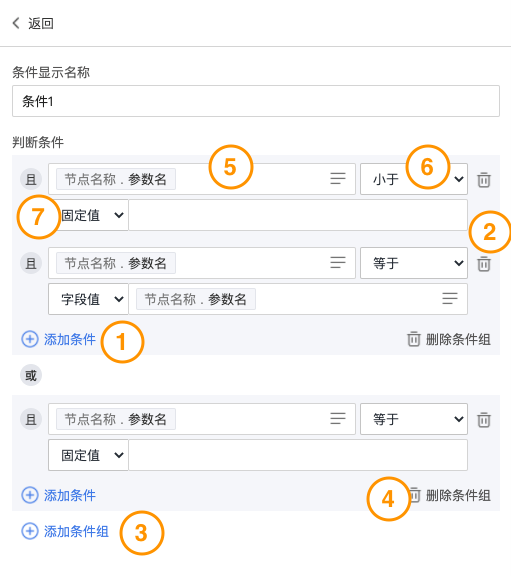 返回
条件显示名称
条件1
判断条件
且 节点名称 . 参数名 5 小于 6
7 固定值
2
且 节点名称 . 参数名 等于
字段值 节点名称 . 参数名
添加条件 1 删除条件组
或
且 节点名称 . 参数名 等于
固定值
添加条件 4 删除条件组
添加条件组 3